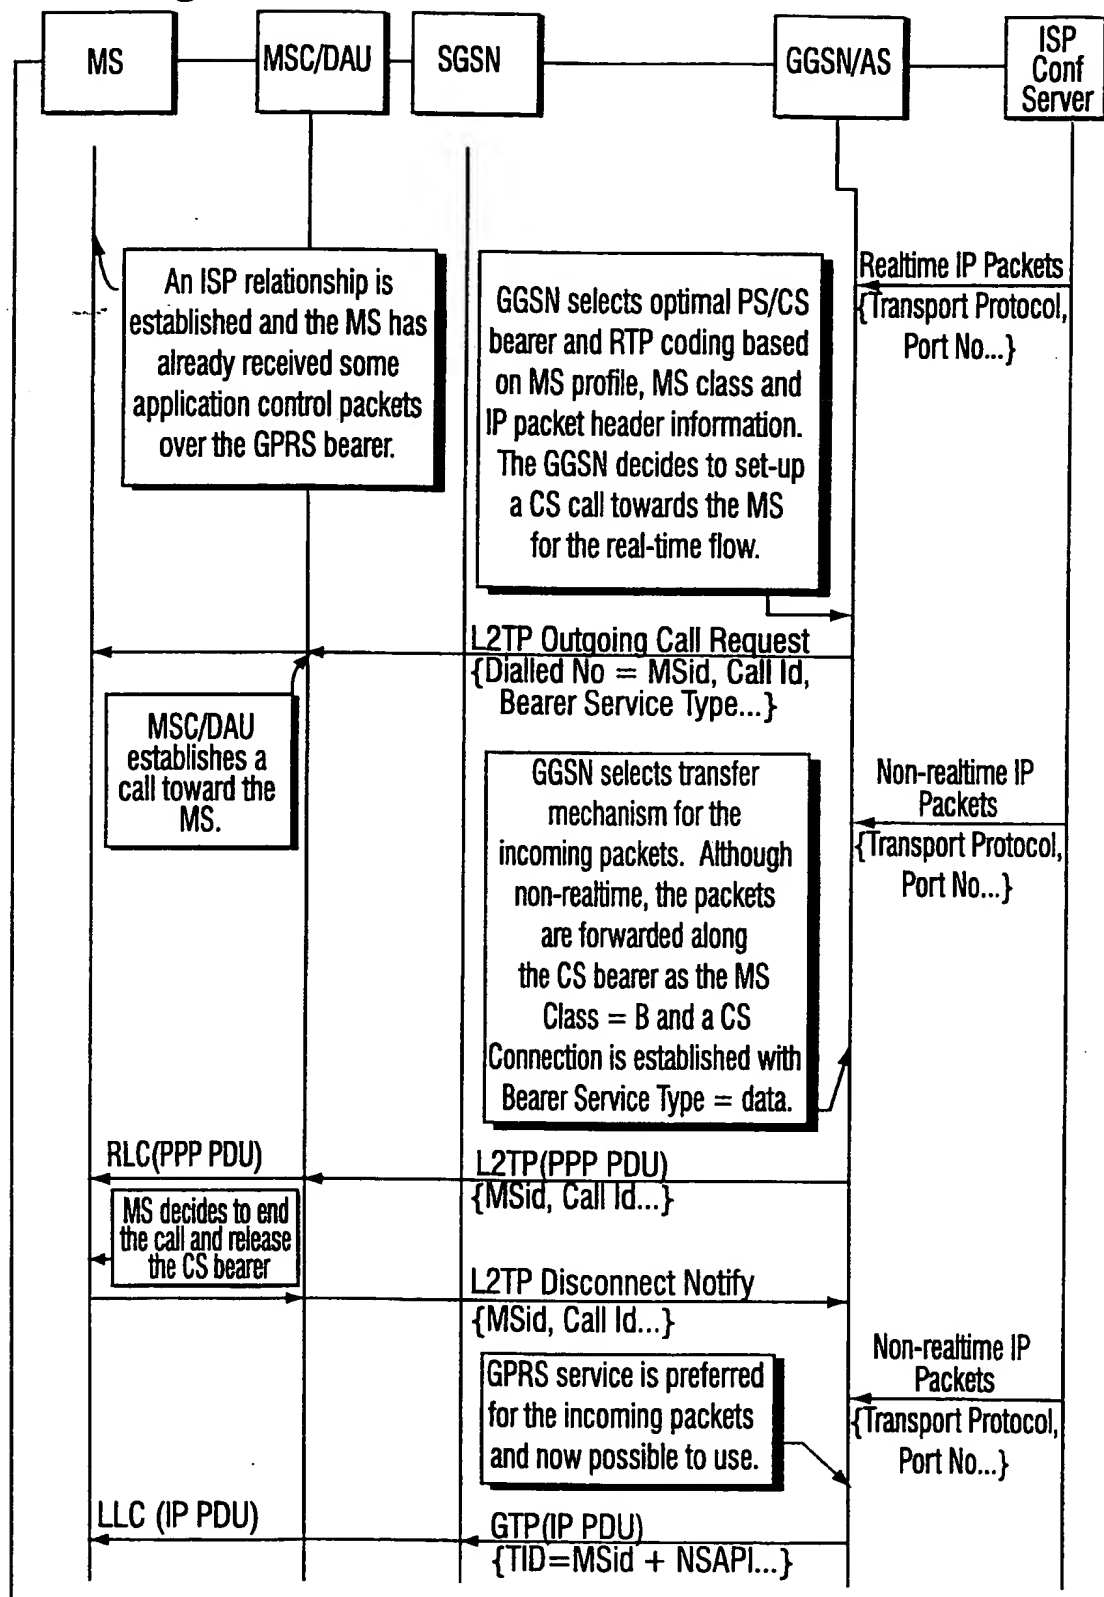 MS
MSC/DAU
SGSN
GGSN/AS
ISP
Conf
Server
An ISP relationship is
established and the MS has
already received some
application control packets
over the GPRS bearer.
GGSN selects optimal PS/CS
bearer and RTP coding based
on MS profile, MS class and
IP packet header information.
The GGSN decides to set-up
a CS call towards the MS
for the real-time flow.
Realtime IP Packets
{Transport Protocol,
Port No...}
L2TP Outgoing Call Request
{Dialled No = MSid, Call Id,
Bearer Service Type...}
MSC/DAU
establishes a
call toward the
MS.
GGSN selects transfer
mechanism for the
incoming packets. Although
non-realtime, the packets
are forwarded along
the CS bearer as the MS
Class = B and a CS
Connection is established with
Bearer Service Type = data.
Non-realtime IP
Packets
{Transport Protocol,
Port No...}
RLC(PPP PDU)
L2TP(PPP PDU)
{MSid, Call Id...}
MS decides to end
the call and release
the CS bearer
L2TP Disconnect Notify
{MSid, Call Id...}
GPRS service is preferred
for the incoming packets
and now possible to use.
Non-realtime IP
Packets
{Transport Protocol,
Port No...}
LLC (IP PDU)
GTP(IP PDU)
{TID=MSid + NSAPI...}